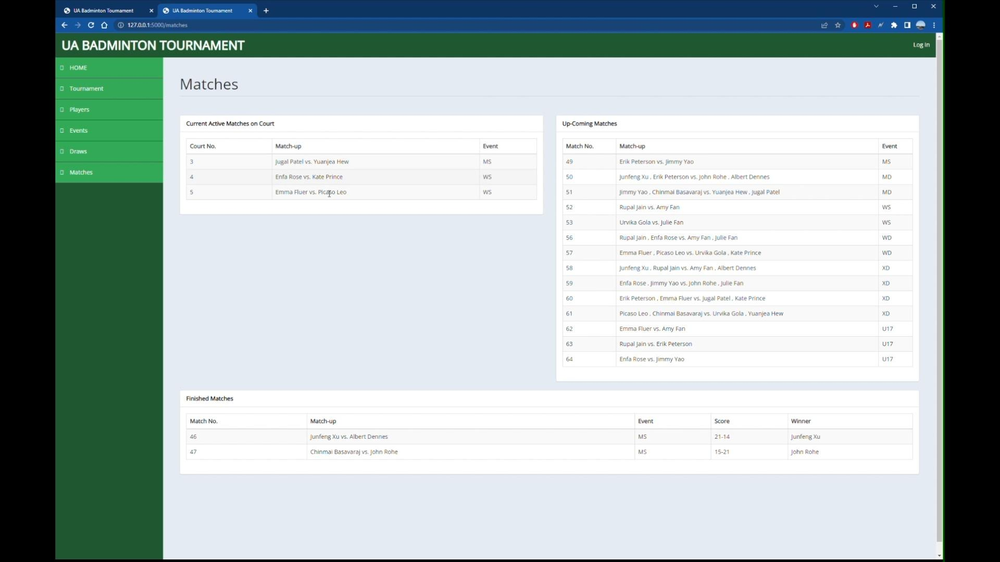 UA Badminton Tournament
UA Badminton Tournament
127.0.0.1:5000/matches
UA BADMINTON TOURNAMENT
Log In
HOME
Tournament
Players
Events
Draws
Matches
Matches
Current Active Matches on Court
Court No. Match-up Event
3 Jugal Patel vs. Yuanjea Hew MS
4 Enfa Rose vs. Kate Prince WS
5 Emma Fluer vs. Picaso Leo WS
Up-Coming Matches
Match No. Match-up Event
49 Erik Peterson vs. Jimmy Yao MS
50 Junfeng Xu , Erik Peterson vs. John Rohe , Albert Dennes MD
51 Jimmy Yao , Chinmai Basavaraj vs. Yuanjea Hew , Jugal Patel MD
52 Rupal Jain vs. Amy Fan WS
53 Urvika Gola vs. Julie Fan WS
56 Rupal Jain , Enfa Rose vs. Amy Fan , Julie Fan WD
57 Emma Fluer , Picaso Leo vs. Urvika Gola , Kate Prince WD
58 Junfeng Xu , Rupal Jain vs. Amy Fan , Albert Dennes XD
59 Enfa Rose , Jimmy Yao vs. John Rohe , Julie Fan XD
60 Erik Peterson , Emma Fluer vs. Jugal Patel , Kate Prince XD
61 Picaso Leo , Chinmai Basavaraj vs. Urvika Gola , Yuanjea Hew XD
62 Emma Fluer vs. Amy Fan U17
63 Rupal Jain vs. Erik Peterson U17
64 Enfa Rose vs. Jimmy Yao U17
Finished Matches
Match No. Match-up Event Score Winner
46 Junfeng Xu vs. Albert Dennes MS 21-14 Junfeng Xu
47 Chinmai Basavaraj vs. John Rohe MS 15-21 John Rohe